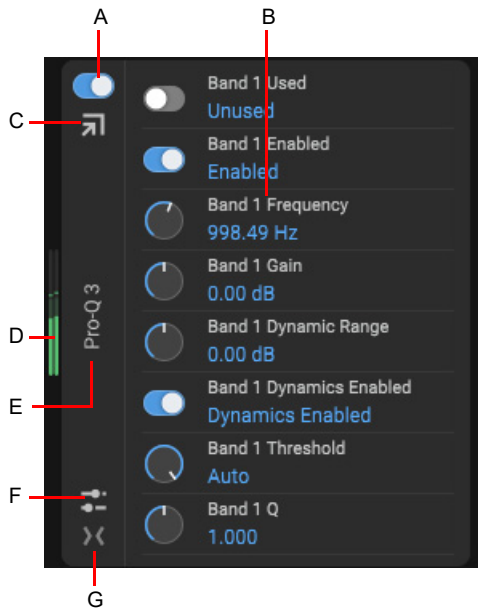 A
B
C
Band 1 Used
Unused
Band 1 Enabled
Enabled
Band 1 Frequency
998.49 Hz
Band 1 Gain
0.00 dB
D
Pro-Q 3
Band 1 Dynamic Range
0.00 dB
E
Band 1 Dynamics Enabled
Dynamics Enabled
Band 1 Threshold
Auto
F
Band 1 Q
1.000
G